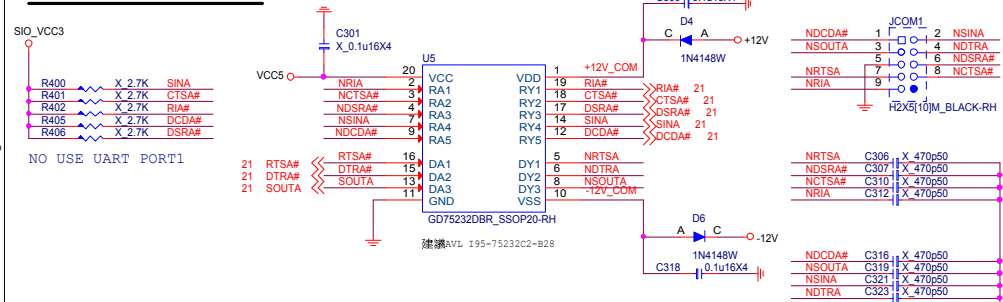 SIO_VCC3
R400 X_2.7K SINA
R401 X_2.7K CTSA#
R402 X_2.7K RIA#
R405 X_2.7K DCDA#
R406 X_2.7K DSRA#
NO USE UART PORT1
C301
X_0.1u16X4
VCC5
U5
20 VCC VDD 1 +12V_COM
NRIA 2 RA1 RY1 19 RIA# RIA# 21
NCTSA# 3 RA2 RY2 18 CTSA# CTSA# 21
NDSRA# 4 RA3 RY3 17 DSRA# DSRA# 21
NSINA 7 RA4 RY4 14 SINA SINA 21
NDCDA# 9 RA5 RY5 12 DCDA# DCDA# 21
21 RTSA# RTSA# 16 DA1 DY1 5 NRTSA
21 DTRA# DTRA# 15 DA2 DY2 6 NDTRA
21 SOUTA SOUTA 13 DA3 DY3 8 NSOUTA
11 GND VSS 10 -12V_COM
GD75232DBR_SSOP20-RH
建議AVL I95-75232C2-B28
D4
C A +12V
1N4148W
D6
A C -12V
1N4148W
C318 0.1u16X4
JCOM1
NDCDA# 1 2 NSINA
NSOUTA 3 4 NDTRA
5 6 NDSRA#
NRTSA 7 8 NCTSA#
NRIA 9
H2X5[10]M_BLACK-RH
NRTSA C306 X_470p50
NDSRA# C307 X_470p50
NCTSA# C310 X_470p50
NRIA C312 X_470p50
NDCDA# C316 X_470p50
NSOUTA C319 X_470p50
NSINA C321 X_470p50
NDTRA C323 X_470p50